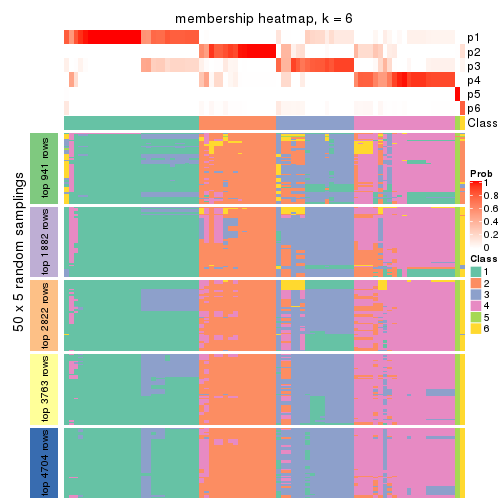 membership heatmap, k = 6
p1
p2
p3
p4
p5
p6
Class
50 x 5 random samplings
top 941 rows
top 1882 rows
top 2822 rows
top 3763 rows
top 4704 rows
Prob
1
0.8
0.6
0.4
0.2
0
Class
1
2
3
4
5
6